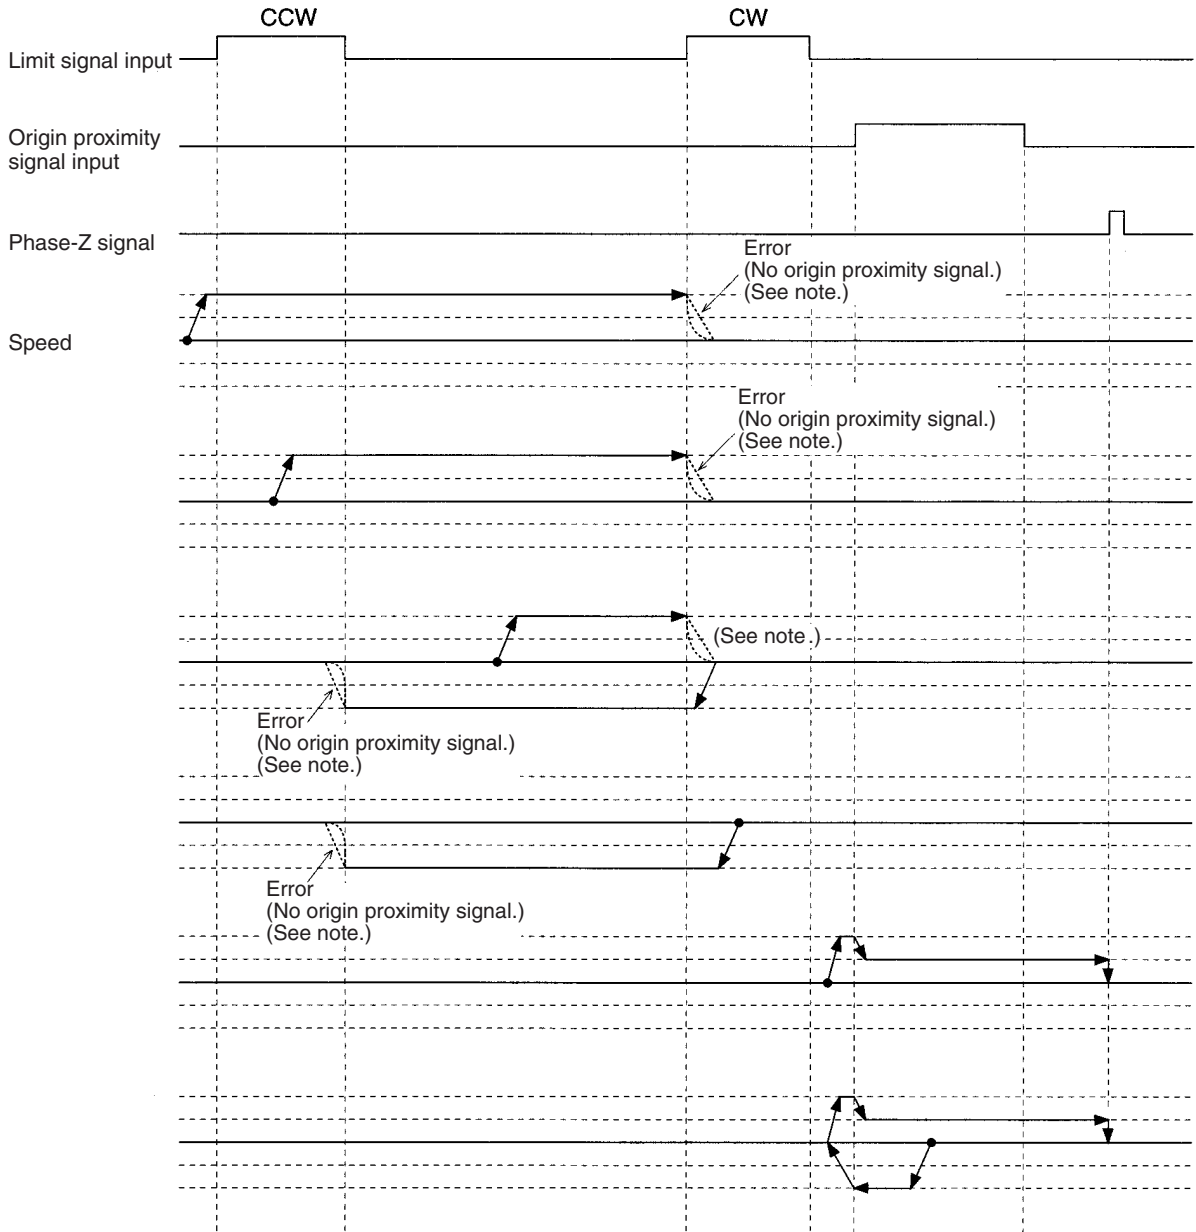 CCW
CW
Limit signal input
Origin proximity
signal input
Phase-Z signal
Error
(No origin proximity signal.)
(See note.)
Speed
Error
(No origin proximity signal.)
(See note.)
(See note.)
Error
(No origin proximity signal.)
(See note.)
Error
(No origin proximity signal.)
(See note.)